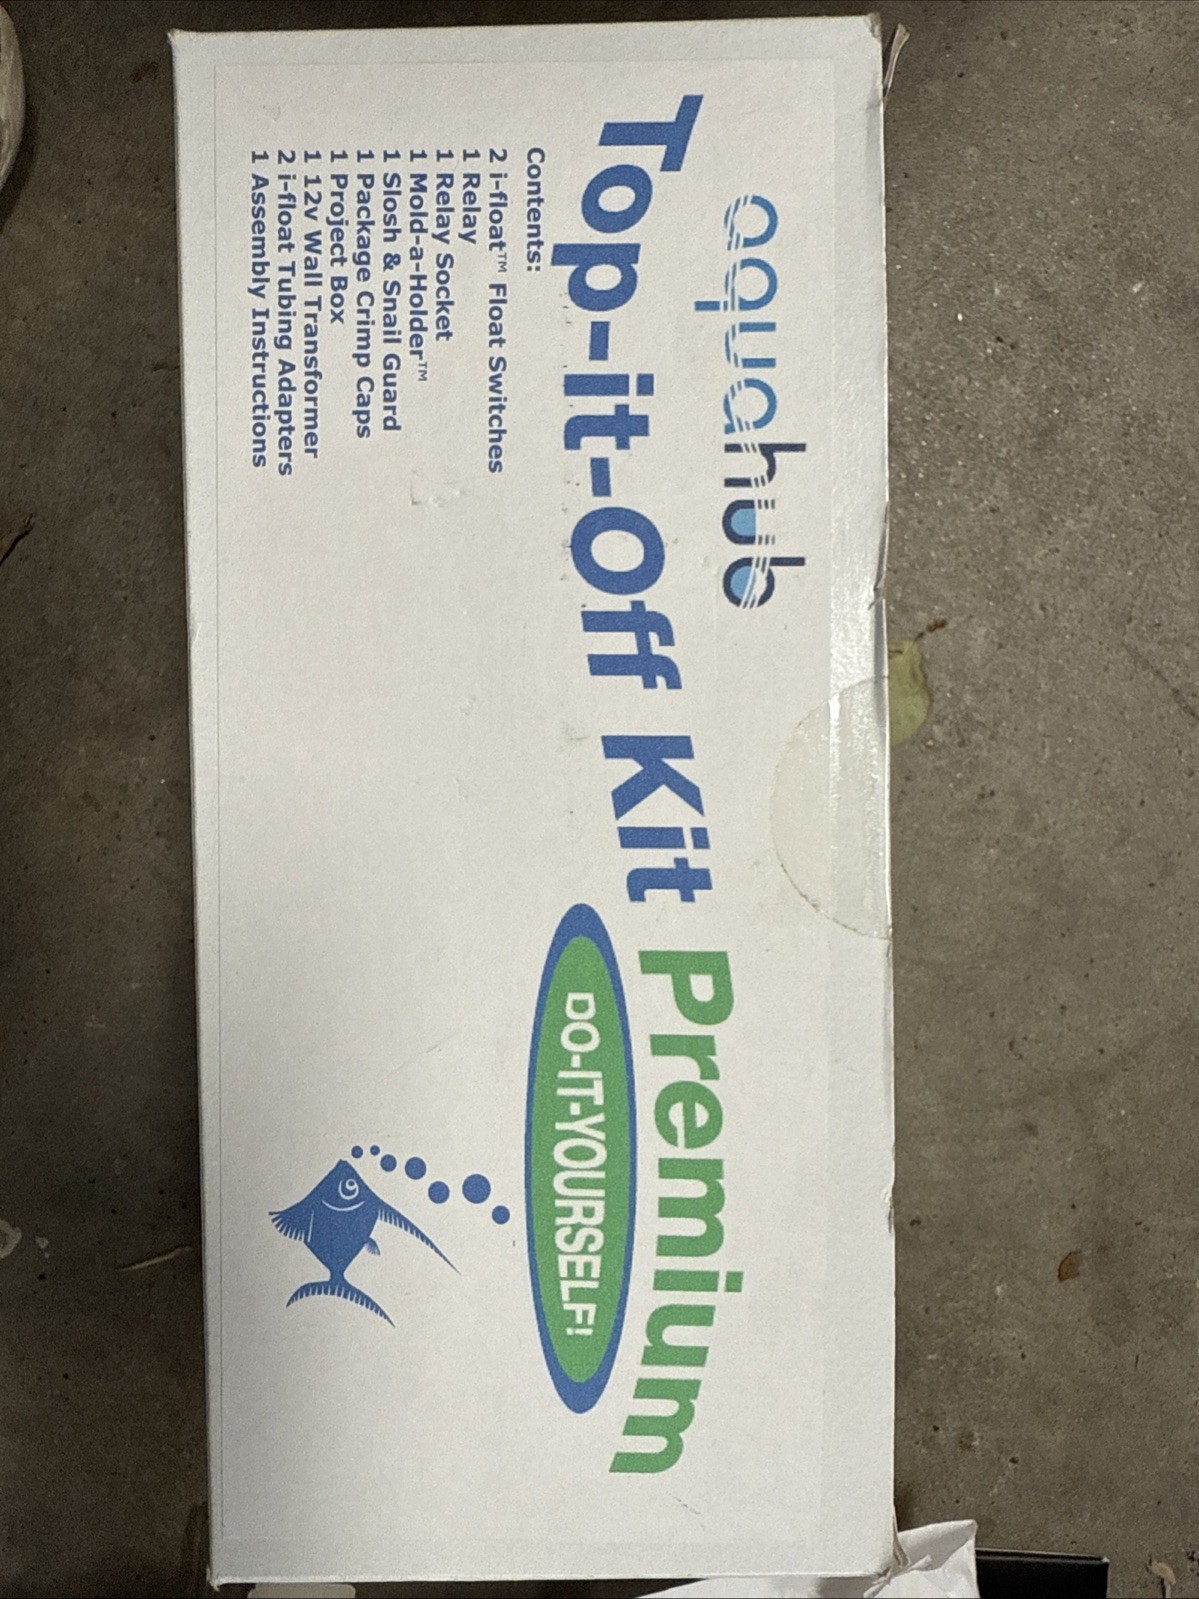 aquahub
Top-it-Off Kit Premium
DO-IT-YOURSELF!
Contents:
2 i-float™ Float Switches
1 Relay
1 Relay Socket
1 Mold-a-Holder™
1 Slosh & Snail Guard
1 Package Crimp Caps
1 Project Box
1 12v Wall Transformer
2 i-float Tubing Adapters
1 Assembly Instructions